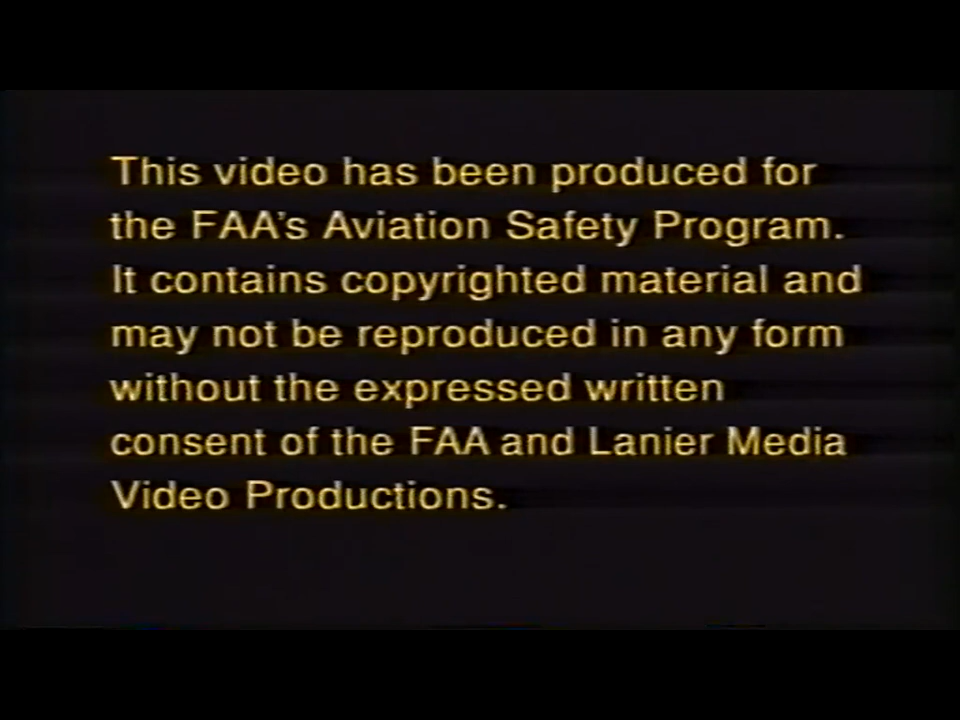 This video has been produced for
the FAA's Aviation Safety Program.
It contains copyrighted material and
may not be reproduced in any form
without the expressed written
consent of the FAA and Lanier Media
Video Productions.